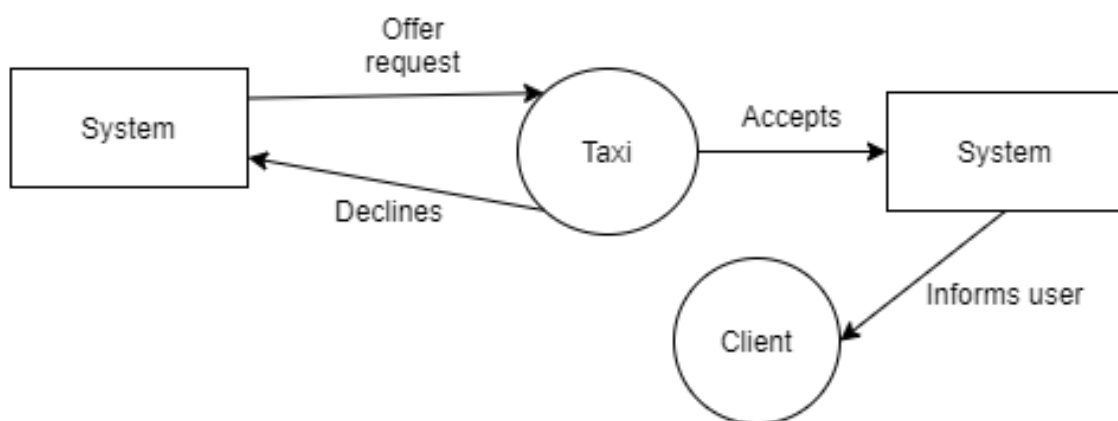 Offer
request
System
Taxi
Accepts
System
Declines
Informs user
Client